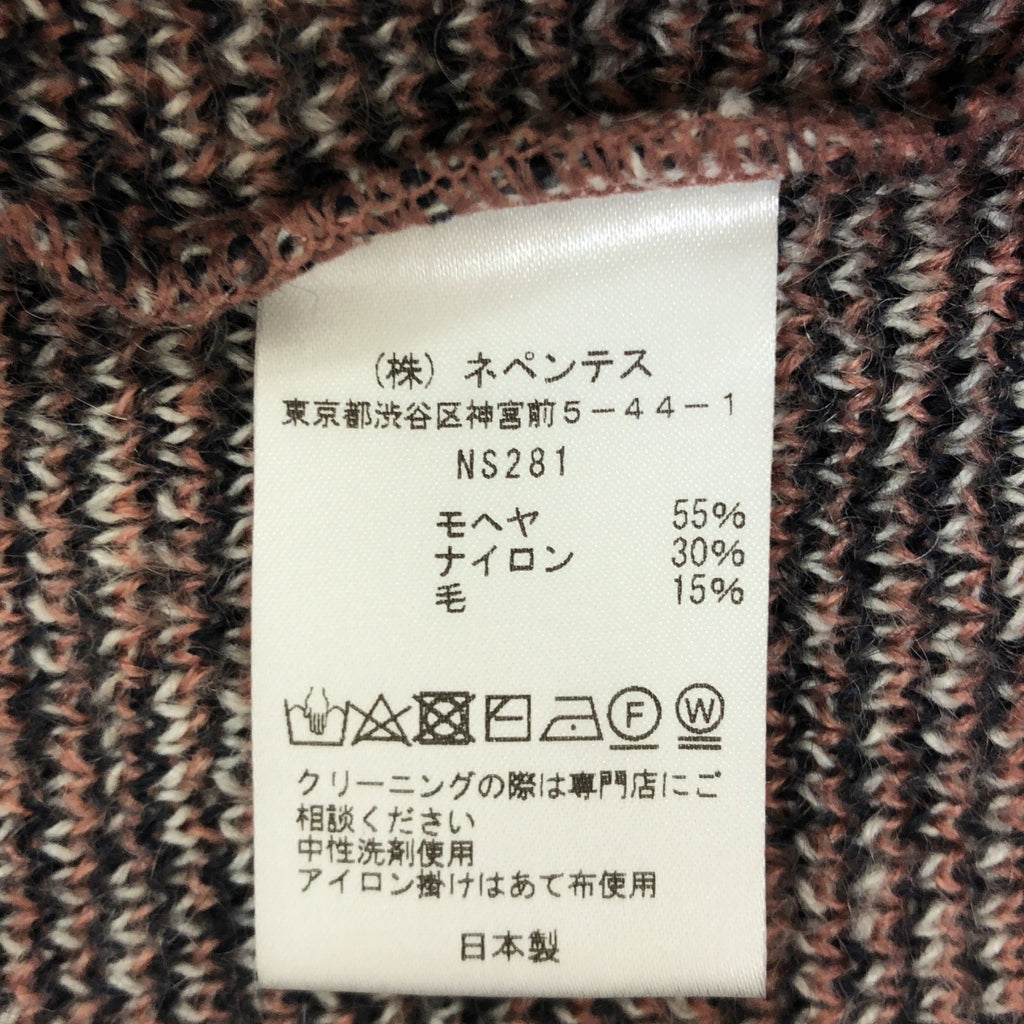 （株）ネペンテス
東京都渋谷区神宮前５－４４－１
NS281
モヘヤ 55%
ナイロン 30%
毛 15%
F W
クリーニングの際は専門店にご
相談ください
中性洗剤使用
アイロン掛けはあて布使用
日本製